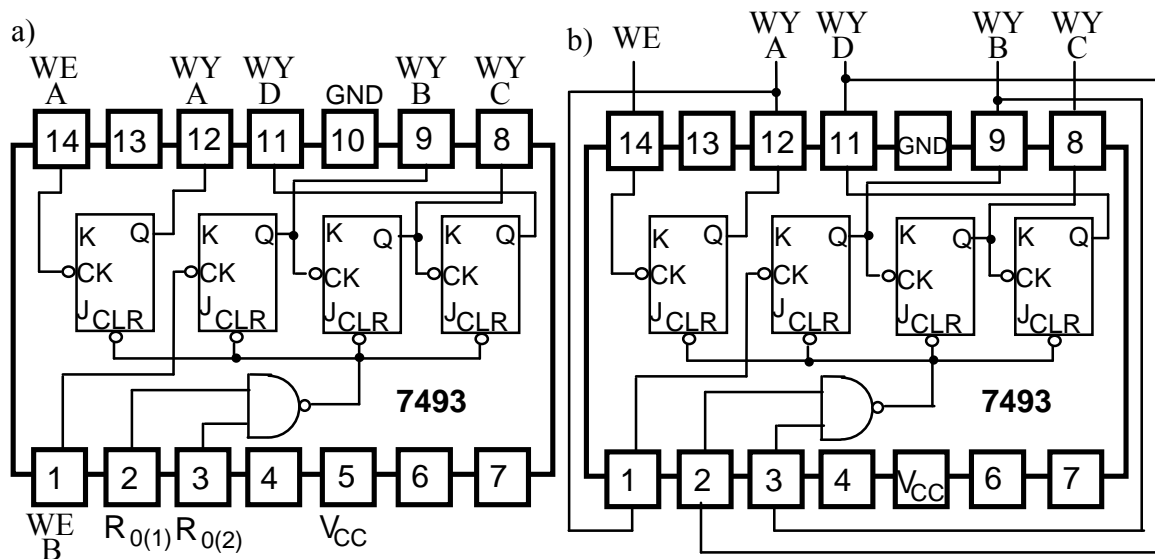 a)
WE A
WY A
WY D
GND
WY B
WY C
14 13 12 11 10 9 8
K Q K Q K Q K Q
CK CK CK CK
J CLR J CLR J CLR J CLR
7493
1 2 3 4 5 6 7
WE B
R0(1) R0(2)
VCC
b)
WE
WY A
WY D
WY B
WY C
14 13 12 11 GND 9 8
K Q K Q K Q K Q
CK CK CK CK
J CLR J CLR J CLR J CLR
7493
1 2 3 4 VCC 6 7